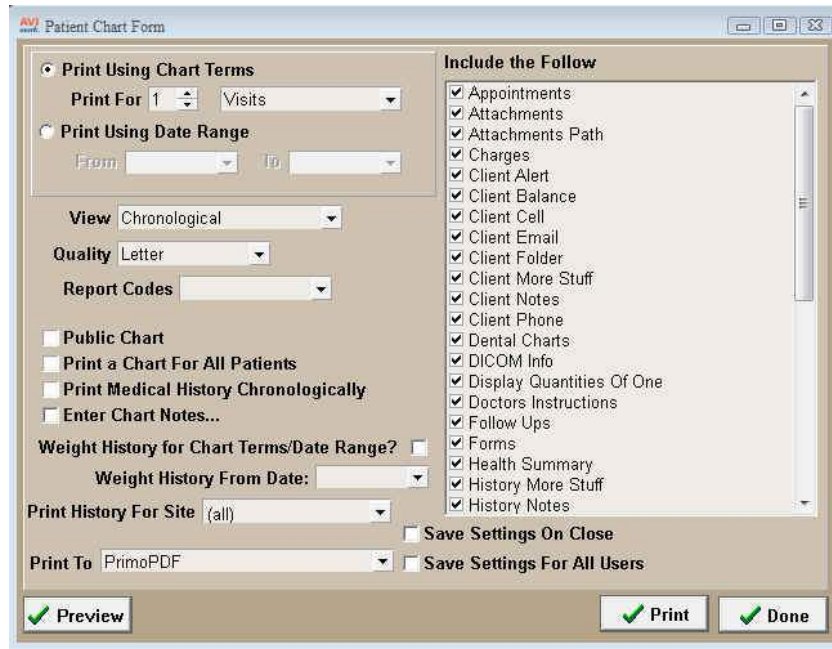 AVI mark Patient Chart Form
Print Using Chart Terms
Print For 1 Visits
Print Using Date Range
From To
View Chronological
Quality Letter
Report Codes
Public Chart
Print a Chart For All Patients
Print Medical History Chronologically
Enter Chart Notes...
Weight History for Chart Terms/Date Range?
Weight History From Date:
Print History For Site (all)
Print To PrimoPDF
Include the Follow
Appointments
Attachments
Attachments Path
Charges
Client Alert
Client Balance
Client Cell
Client Email
Client Folder
Client More Stuff
Client Notes
Client Phone
Dental Charts
DICOM Info
Display Quantities Of One
Doctors Instructions
Follow Ups
Forms
Health Summary
History More Stuff
History Notes
Save Settings On Close
Save Settings For All Users
Preview
Print
Done